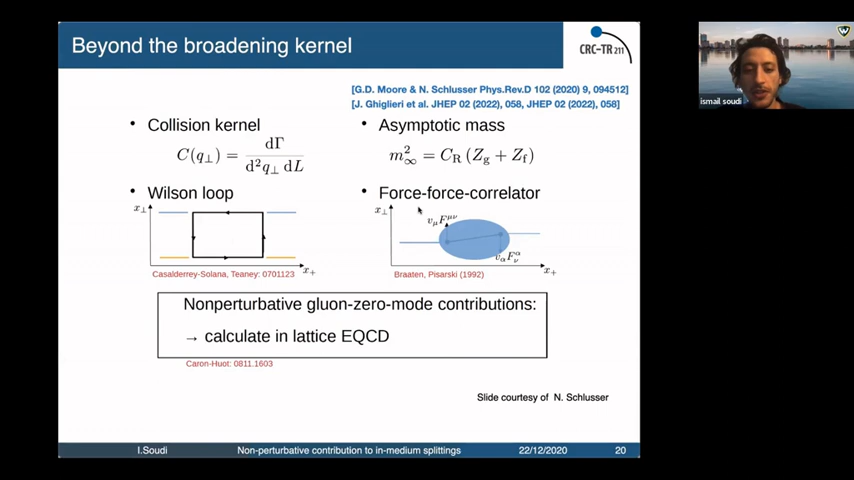 Beyond the broadening kernel
CRC-TR 211
[G.D. Moore & N. Schlusser Phys.Rev.D 102 (2020) 9, 094512]
[J. Ghiglieri et al. JHEP 02 (2022), 058, JHEP 02 (2022), 058]
• Collision kernel
C(q⊥) = dΓ / d²q⊥ dL
• Wilson loop
x⊥
x+
Casalderrey-Solana, Teaney: 0701123
• Asymptotic mass
m²∞ = C_R (Z_g + Z_f)
• Force-force-correlator
x⊥
v_μ F^μν
v_α F^α_ν
x+
Braaten, Pisarski (1992)
Nonperturbative gluon-zero-mode contributions:
→ calculate in lattice EQCD
Caron-Huot: 0811.1603
Slide courtesy of N. Schlusser
I.Soudi Non-perturbative contribution to in-medium splittings 22/12/2020 20
ismail soudi
W